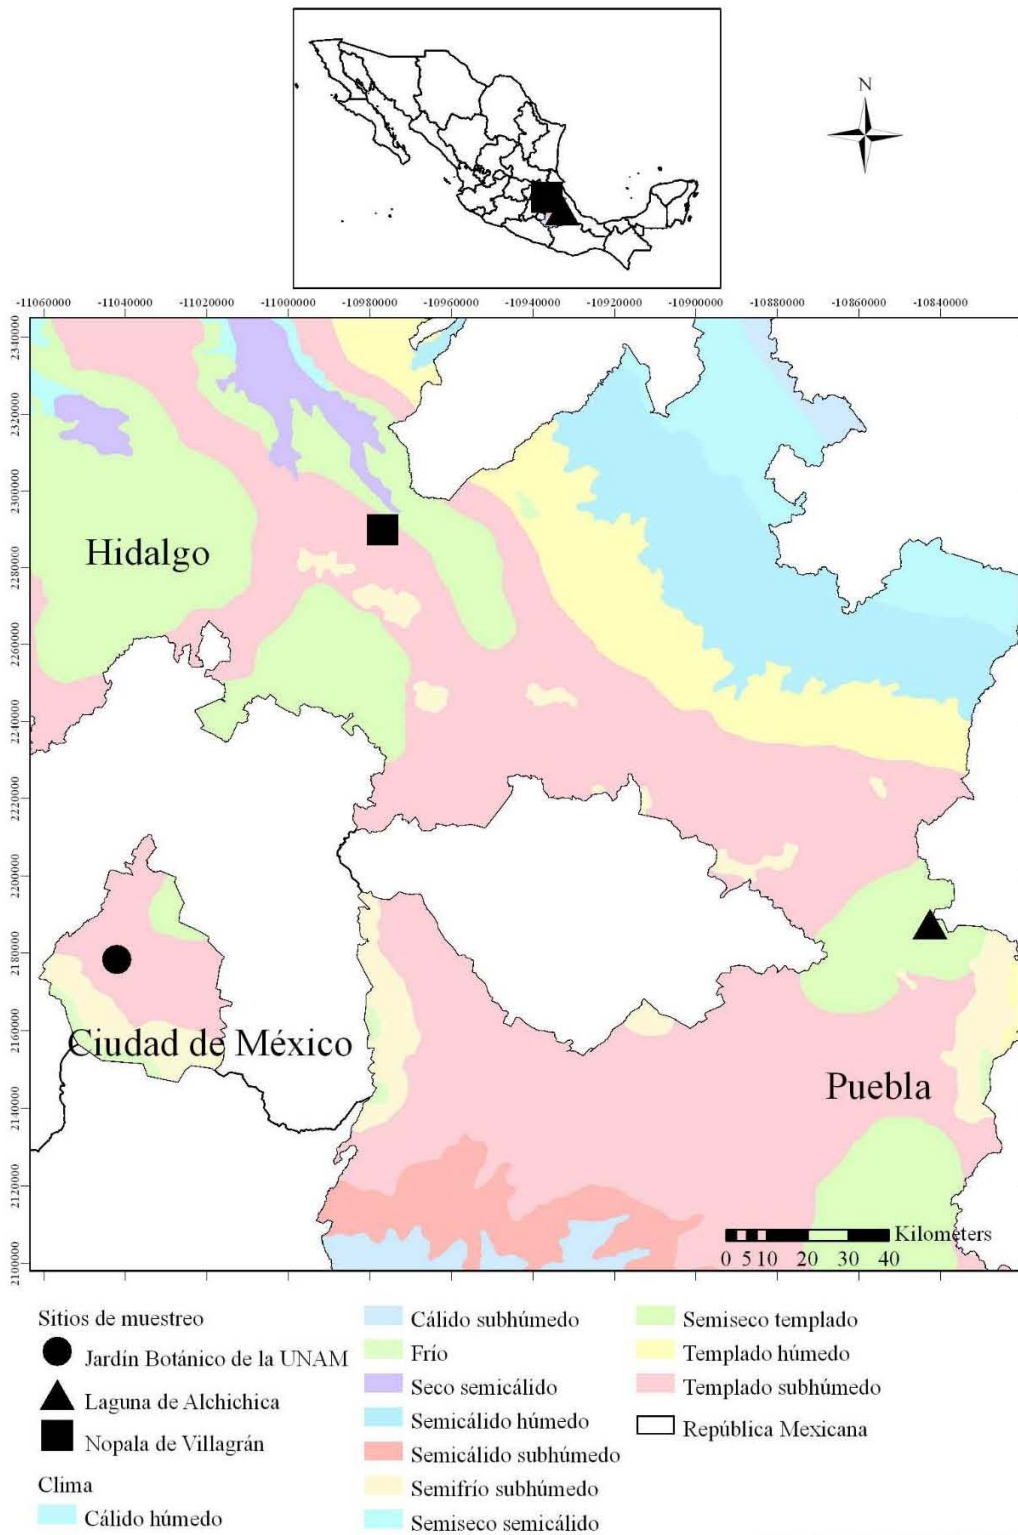 N
-11060000 -11040000 -11020000 -11000000 -10980000 -10960000 -10940000 -10920000 -10900000 -10880000 -10860000 -10840000
2340000
2320000
2300000
2280000
2260000
2240000
2220000
2200000
2180000
2160000
2140000
2120000
2100000
Hidalgo
Ciudad de México
Puebla
Kilometers
0 5 10 20 30 40
Sitios de muestreo
Jardín Botánico de la UNAM
Laguna de Alchichica
Nopala de Villagrán
Clima
Cálido húmedo
Cálido subhúmedo
Frío
Seco semicálido
Semicálido húmedo
Semicálido subhúmedo
Semifrío subhúmedo
Semiseco semicálido
Semiseco templado
Templado húmedo
Templado subhúmedo
República Mexicana